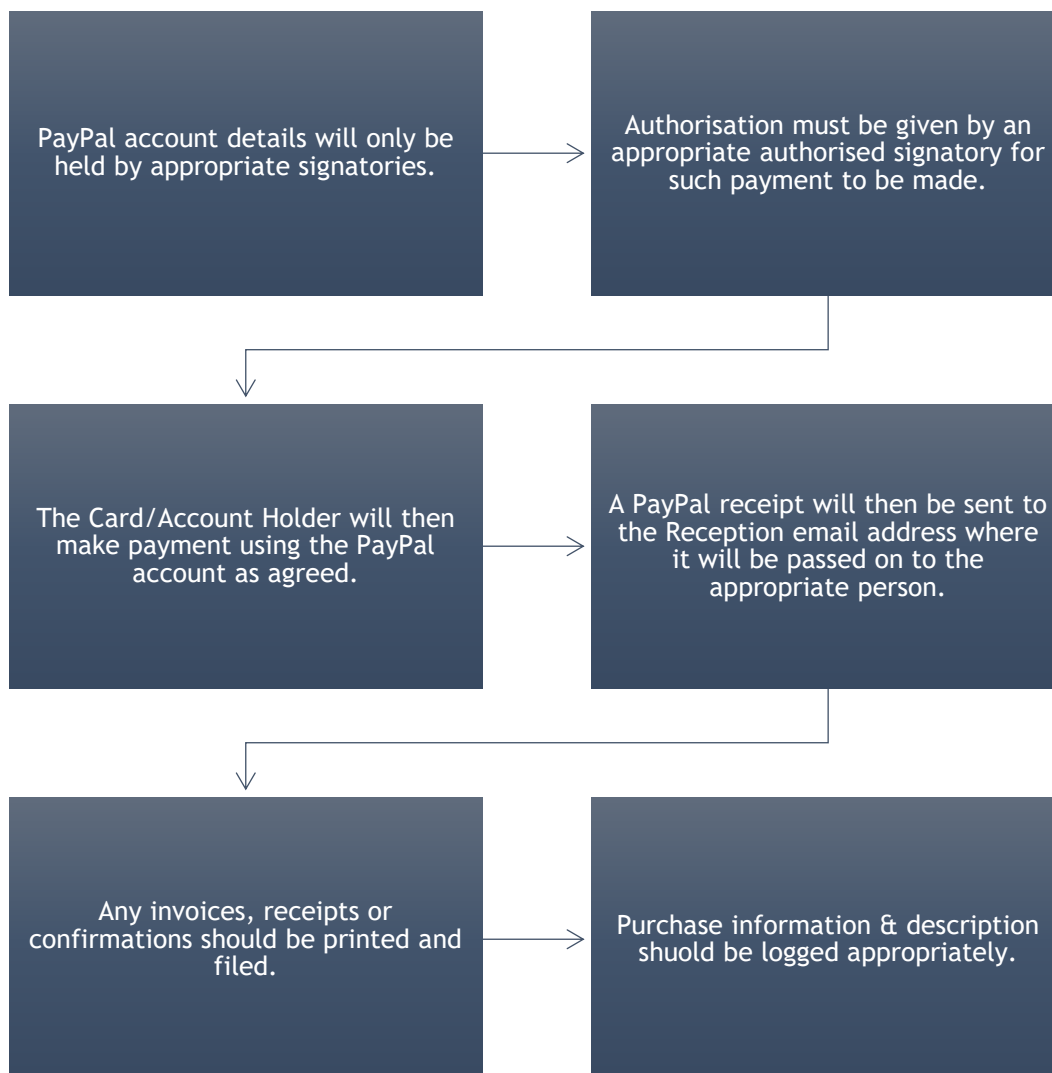 PayPal account details will only be
held by appropriate signatories.
Authorisation must be given by an
appropriate authorised signatory for
such payment to be made.
The Card/Account Holder will then
make payment using the PayPal
account as agreed.
A PayPal receipt will then be sent to
the Reception email address where
it will be passed on to the
appropriate person.
Any invoices, receipts or
confirmations should be printed and
filed.
Purchase information & description
shuold be logged appropriately.